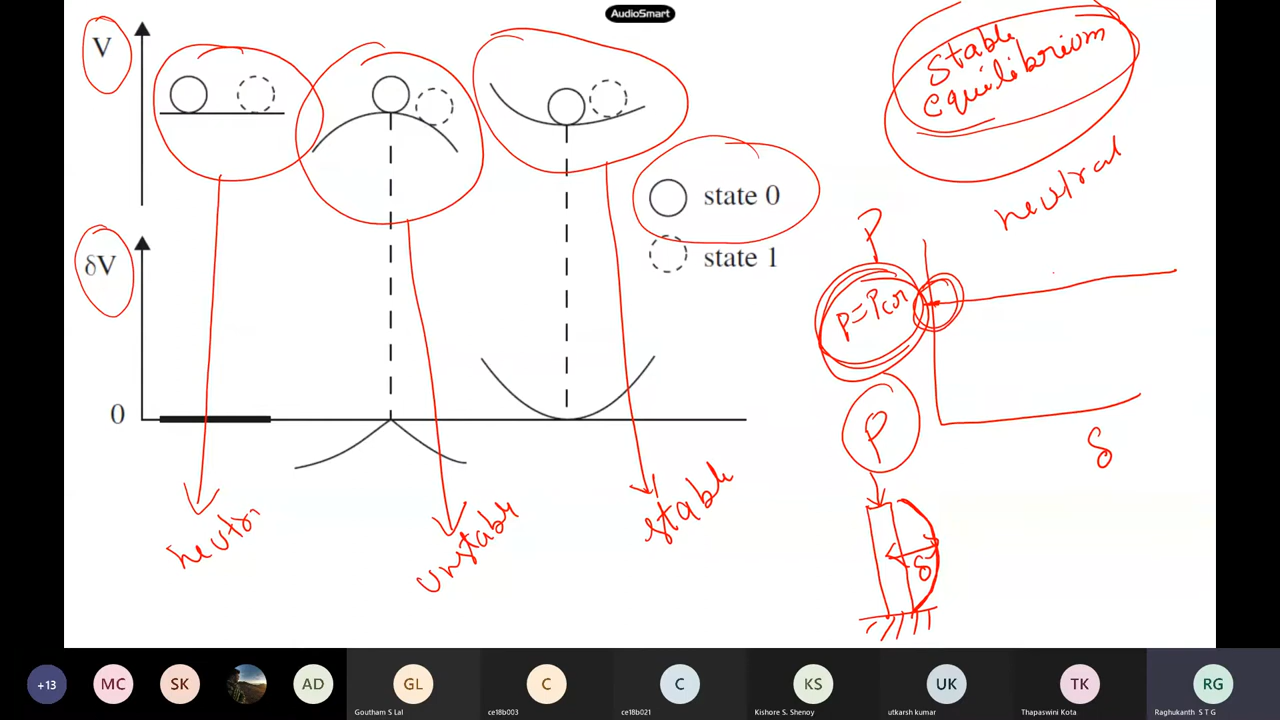 AudioSmart
V
Stable
Equilibrium
neutral
state 0
state 1
δV
P
P=Pcr
0
P
δ
neutr
unstable
stable
δ
+13
MC
SK
AD
GL
C
C
KS
UK
TK
RG
Goutham S Lal
ce18b003
ce18b021
Kishore S. Shenoy
utkarsh kumar
Thapaswini Kota
Raghukanth S T G